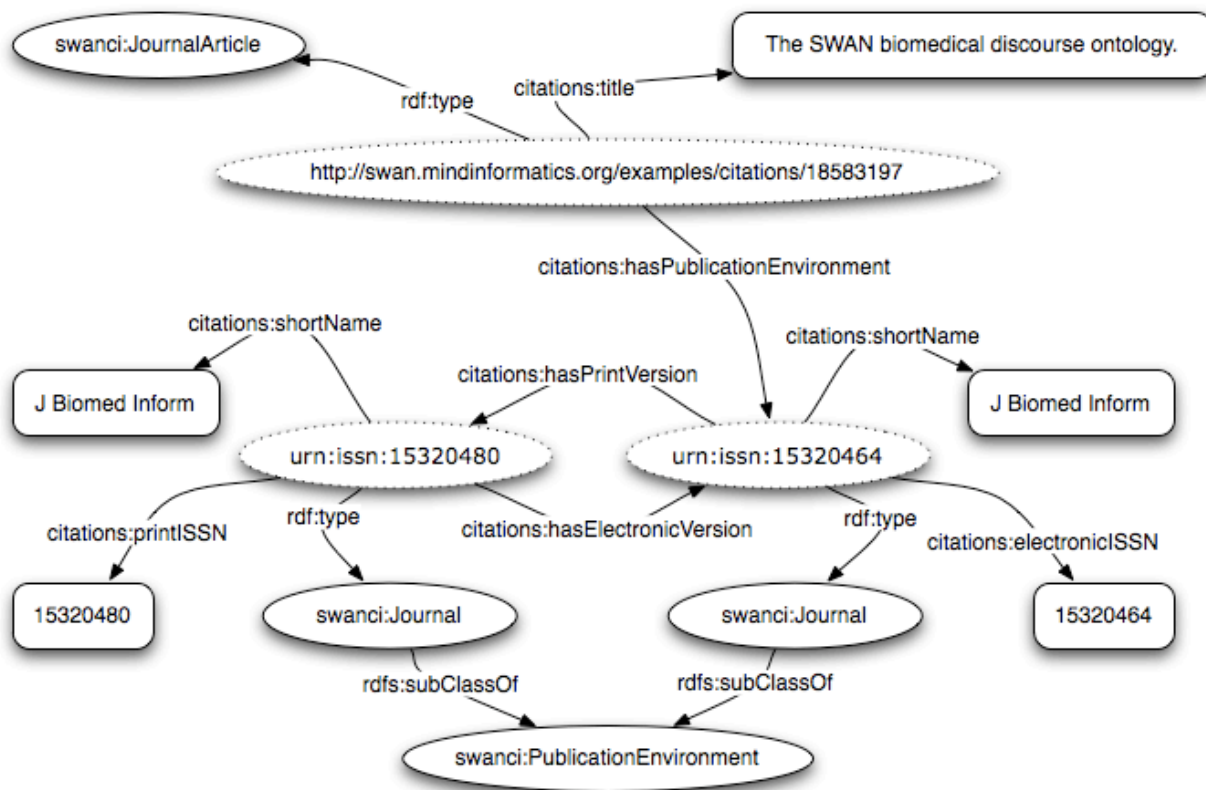 swanci:JournalArticle
The SWAN biomedical discourse ontology.
citations:title
rdf:type
http://swan.mindinformatics.org/examples/citations/18583197
citations:hasPublicationEnvironment
citations:shortName
citations:shortName
citations:hasPrintVersion
J Biomed Inform
J Biomed Inform
urn:issn:15320480
urn:issn:15320464
rdf:type
rdf:type
citations:printISSN
citations:hasElectronicVersion
citations:electronicISSN
15320480
swanci:Journal
swanci:Journal
15320464
rdfs:subClassOf
rdfs:subClassOf
swanci:PublicationEnvironment